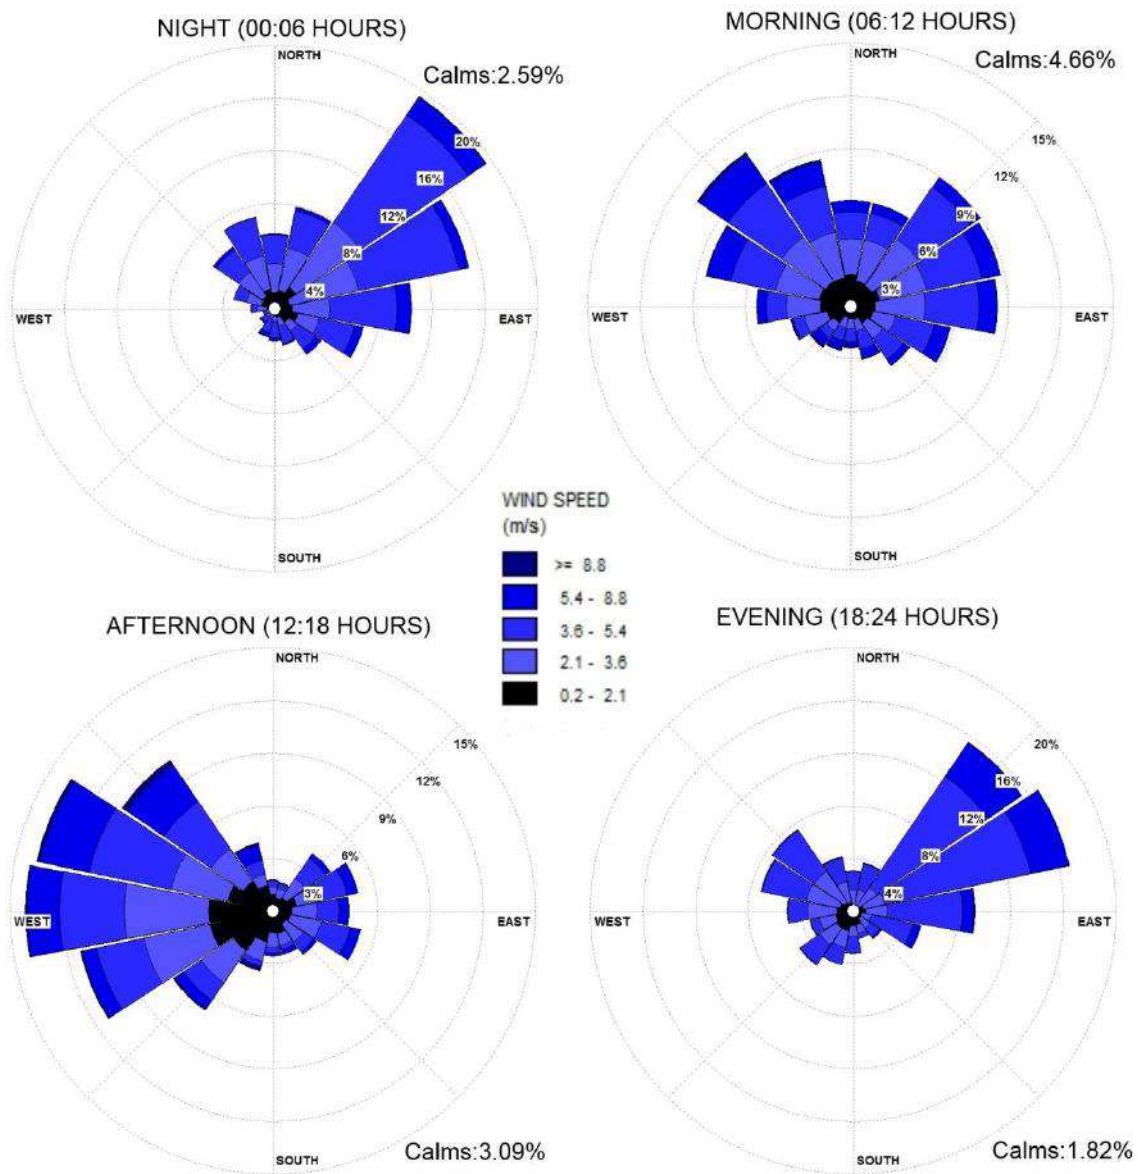 NIGHT (00:06 HOURS)
NORTH
Calms:2.59%
20%
16%
12%
8%
4%
WEST
EAST
SOUTH
MORNING (06:12 HOURS)
NORTH
Calms:4.66%
15%
12%
9%
6%
3%
WEST
EAST
SOUTH
WIND SPEED
(m/s)
>= 8.8
5.4 - 8.8
3.6 - 5.4
2.1 - 3.6
0.2 - 2.1
AFTERNOON (12:18 HOURS)
NORTH
15%
12%
9%
6%
3%
WEST
EAST
SOUTH
Calms:3.09%
EVENING (18:24 HOURS)
NORTH
20%
16%
12%
8%
4%
WEST
EAST
SOUTH
Calms:1.82%